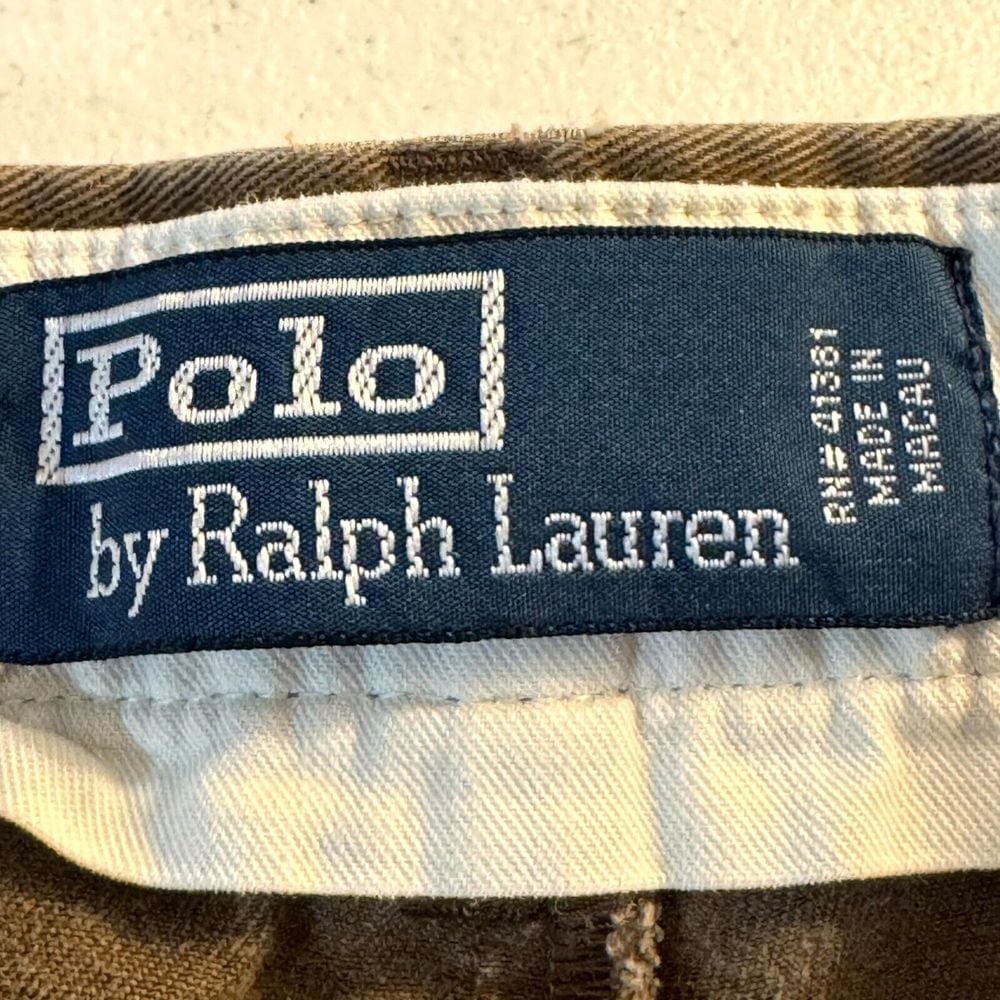 Polo
by Ralph Lauren
RN= 41381
MADE IN
MACAU